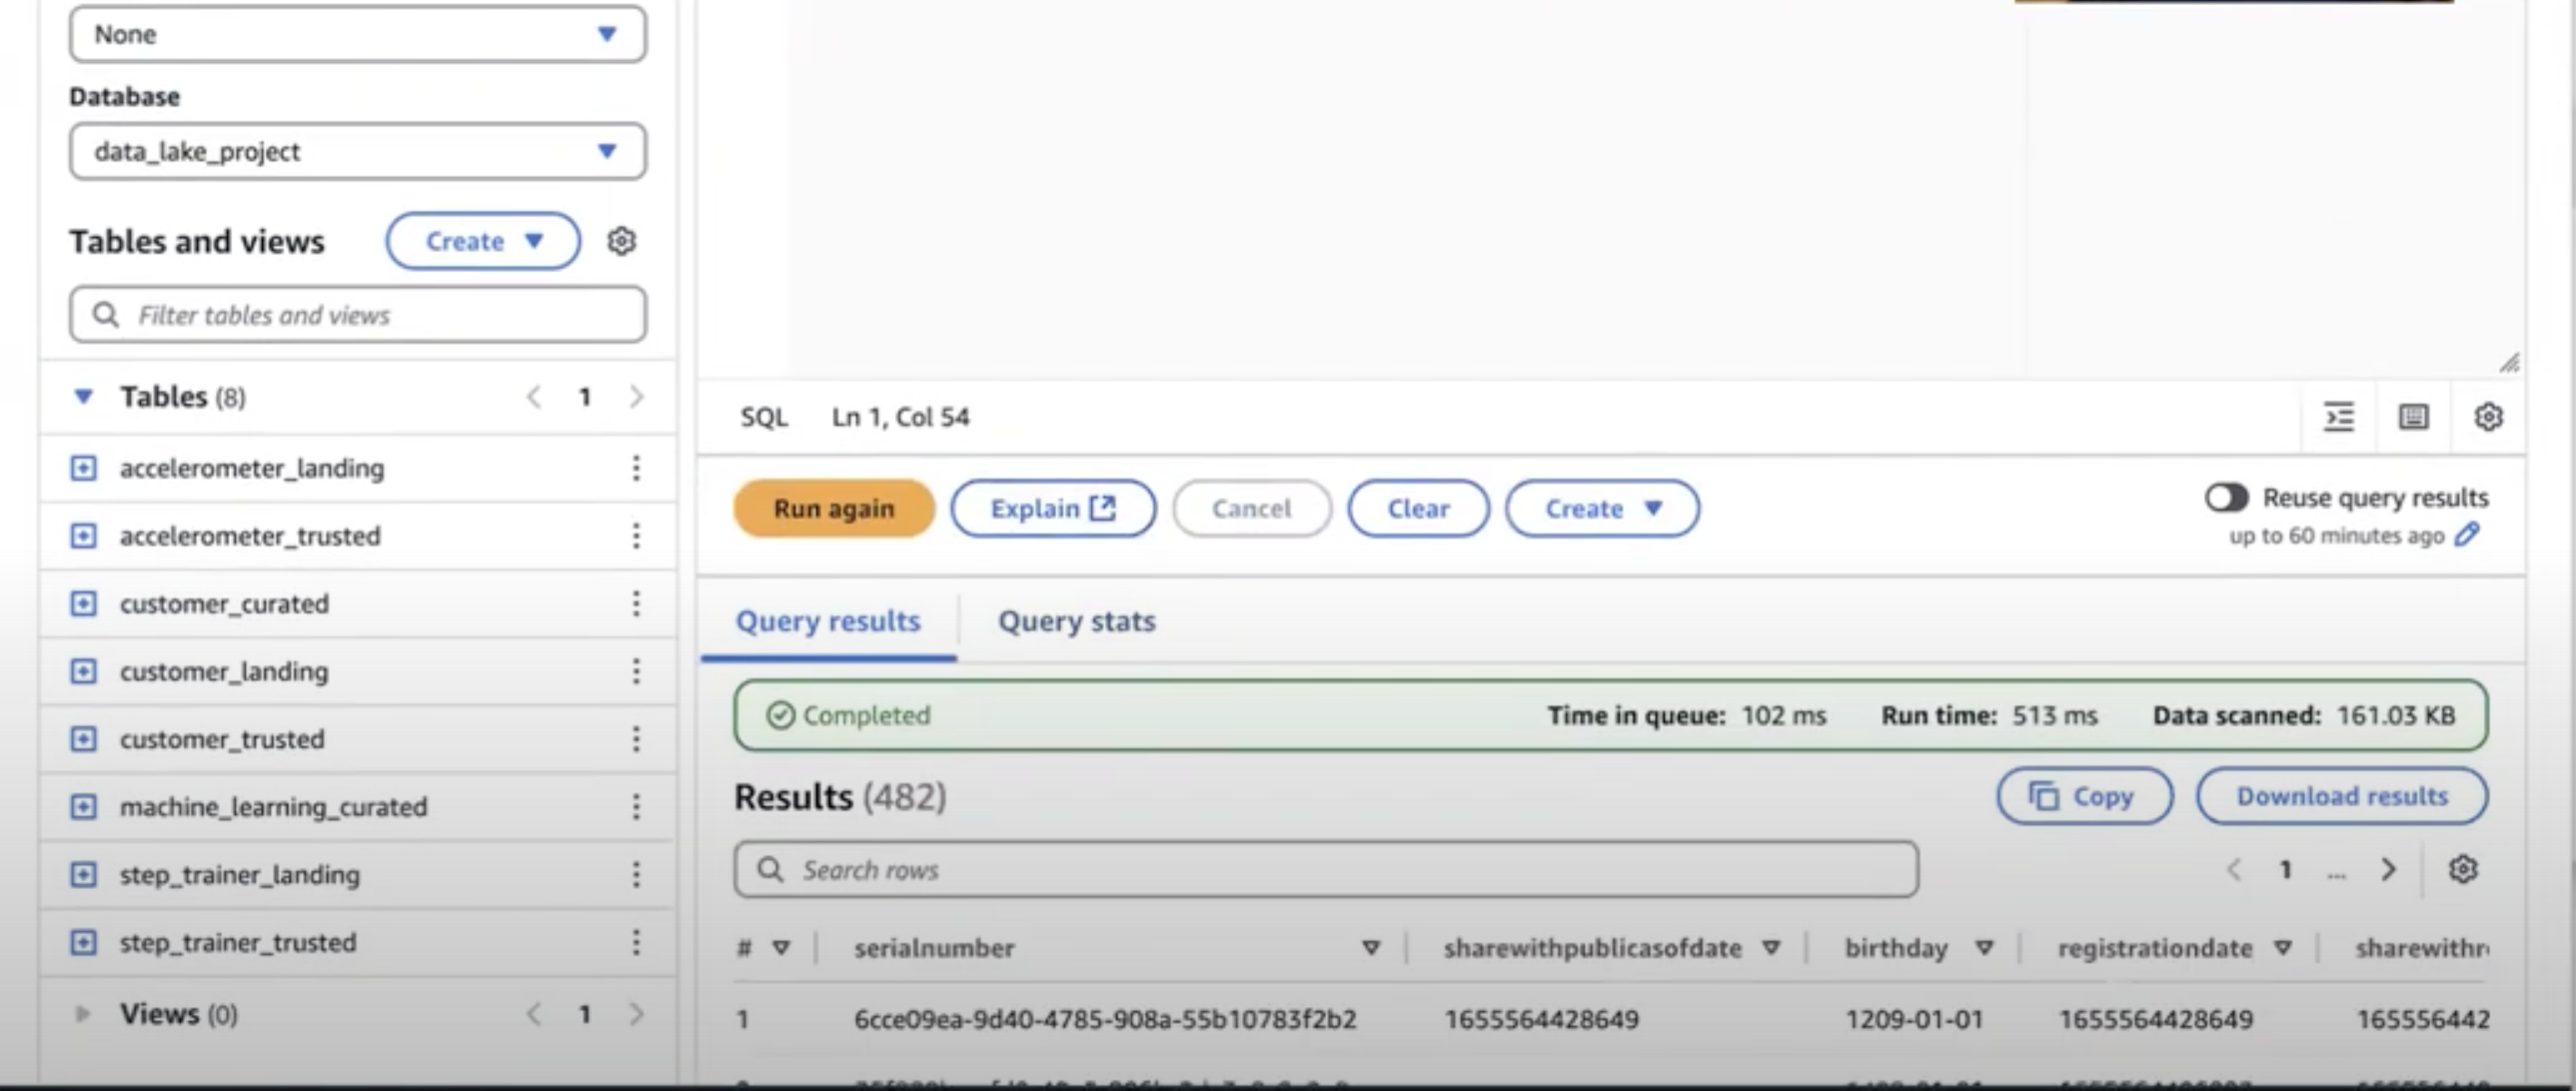 None
Database
data_lake_project
Tables and views
Create
Filter tables and views
Tables (8)
1
accelerometer_landing
accelerometer_trusted
customer_curated
customer_landing
customer_trusted
machine_learning_curated
step_trainer_landing
step_trainer_trusted
Views (0)
1
SQL Ln 1, Col 54
Run again Explain Cancel Clear Create
Reuse query results
up to 60 minutes ago
Query results Query stats
Completed Time in queue: 102 ms Run time: 513 ms Data scanned: 161.03 KB
Results (482) Copy Download results
Search rows 1 ...
# serialnumber sharewithpublicasofdate birthday registrationdate sharewithr
1 6cce09ea-9d40-4785-908a-55b10783f2b2 1655564428649 1209-01-01 1655564428649 165556442